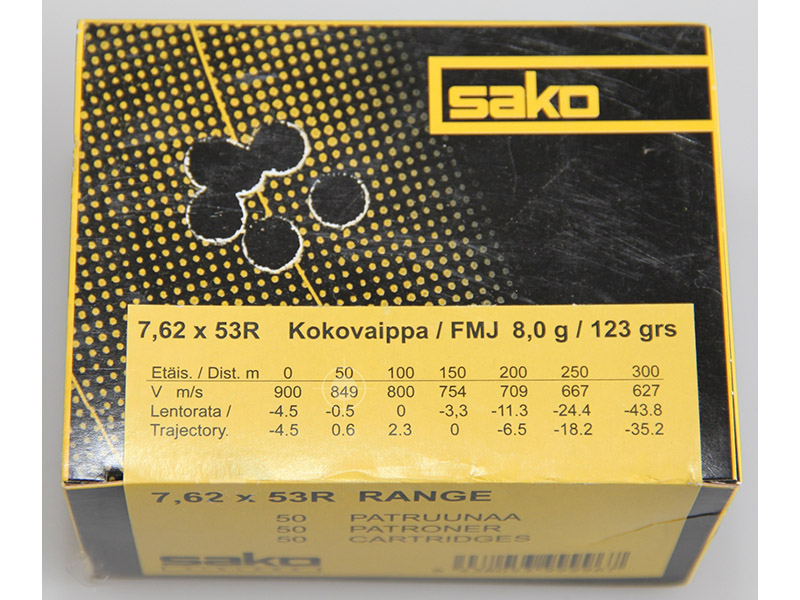 sako
7,62 x 53R Kokovaippa / FMJ 8,0 g / 123 grs
Etäis. / Dist. m 0 50 100 150 200 250 300
V m/s 900 849 800 754 709 667 627
Lentorata / -4.5 -0.5 0 -3,3 -11.3 -24.4 -43.8
Trajectory. -4.5 0.6 2.3 0 -6.5 -18.2 -35.2
7,62 x 53R RANGE
50 PATRUUNAA
50 PATRONER
50 CARTRIDGES
sako